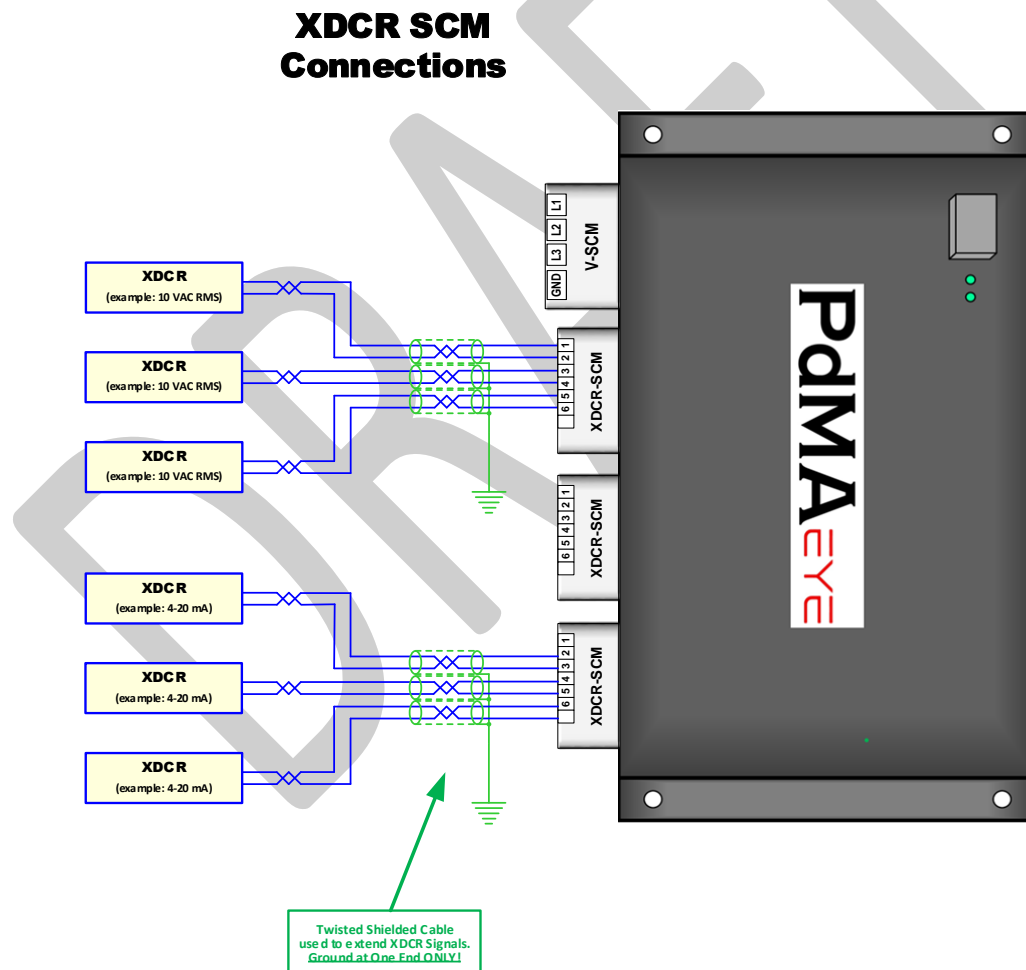 XDCR SCM
Connections
DRAFT
L1
L2
L3
GND
V-SCM
XDCR
(example: 10 VAC RMS)
XDCR
(example: 10 VAC RMS)
XDCR
(example: 10 VAC RMS)
1
2
3
4
5
6
XDCR-SCM
1
2
3
4
5
6
XDCR-SCM
XDCR
(example: 4-20 mA)
XDCR
(example: 4-20 mA)
XDCR
(example: 4-20 mA)
1
2
3
4
5
6
XDCR-SCM
PdMA EYE
Twisted Shielded Cable
used to extend XDCR Signals.
Ground at One End ONLY!